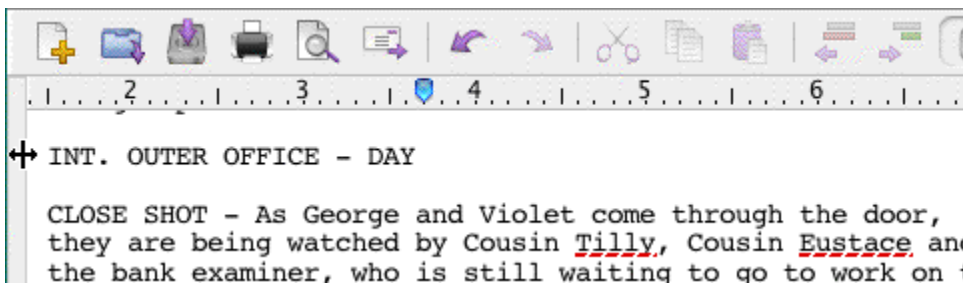 2 3 4 5 6
INT. OUTER OFFICE - DAY
CLOSE SHOT - As George and Violet come through the door,
they are being watched by Cousin Tilly, Cousin Eustace and
the bank examiner, who is still waiting to go to work on